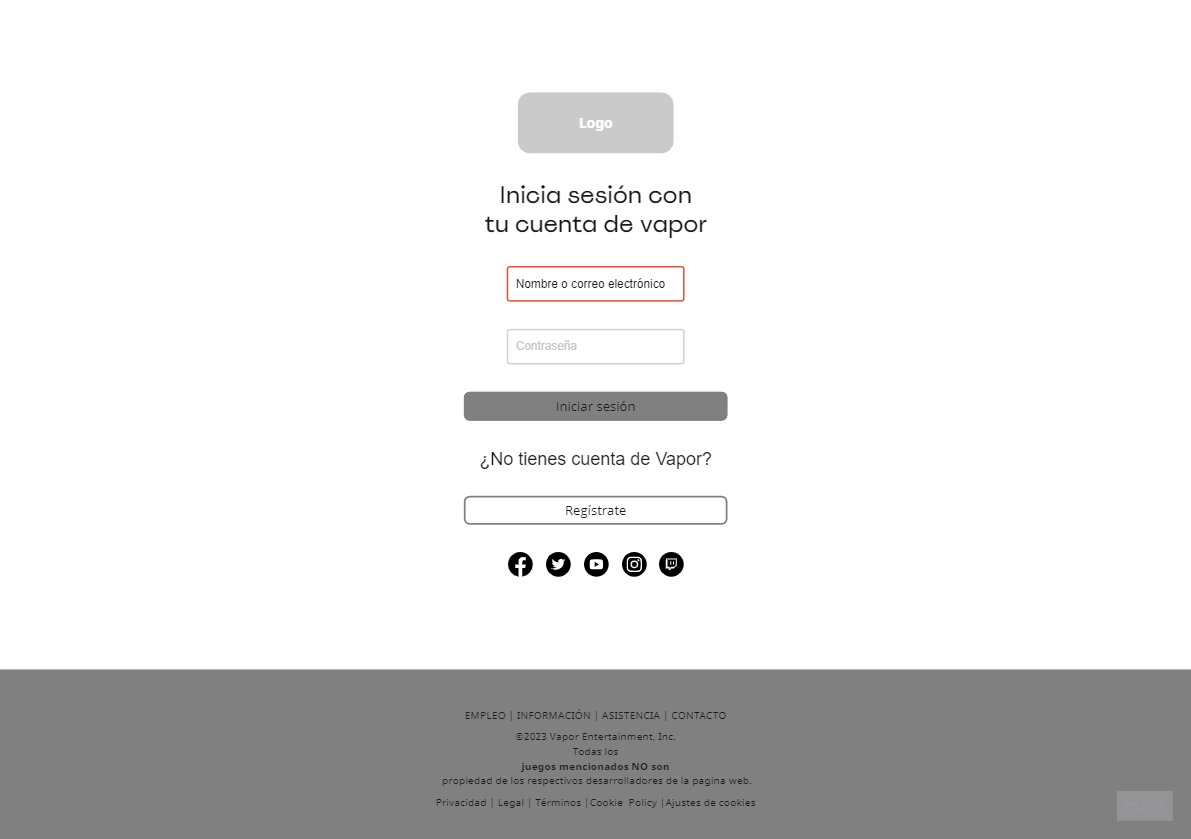 Logo
Inicia sesión con
tu cuenta de vapor
Nombre o correo electrónico
Contraseña
Iniciar sesión
¿No tienes cuenta de Vapor?
Regístrate
EMPLEO | INFORMACIÓN | ASISTENCIA | CONTACTO
©2023 Vapor Entertainment, Inc.
Todas los
juegos mencionados NO son
propiedad de los respectivos desarrolladores de la pagina web.
Privacidad | Legal | Términos |Cookie Policy |Ajustes de cookies
miro